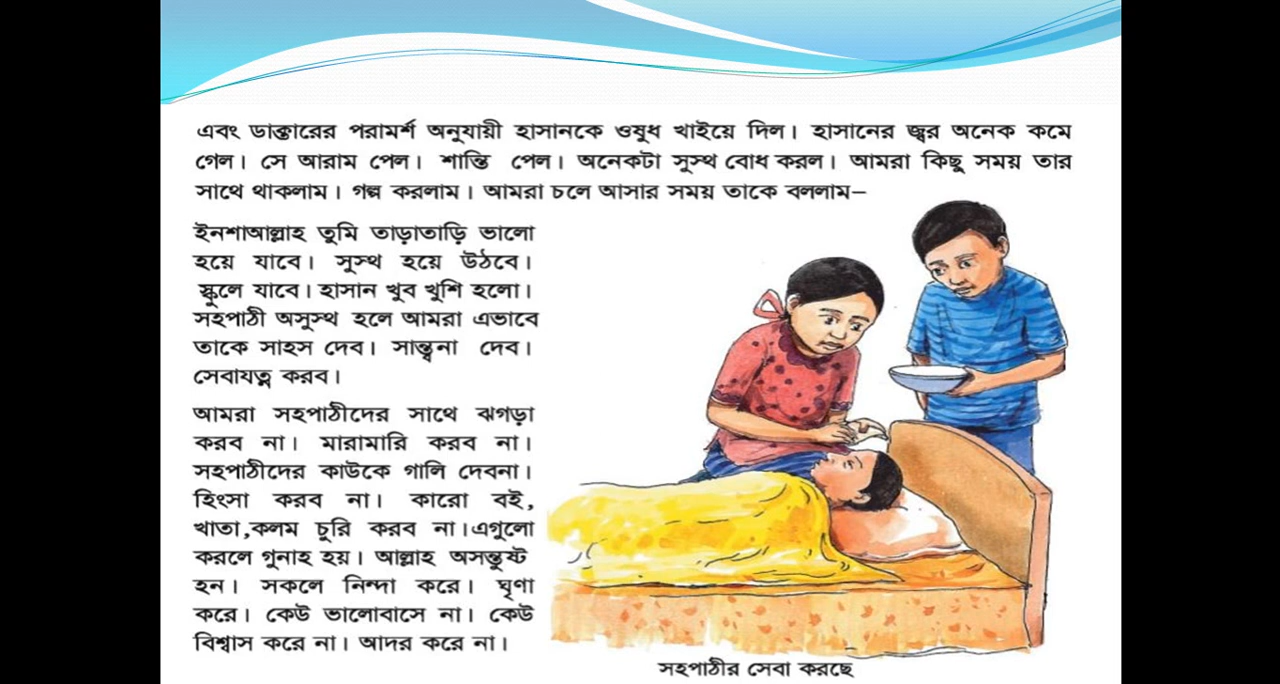 এবং ডাক্তারের পরামর্শ অনুযায়ী হাসানকে ওষুধ খাইয়ে দিল। হাসানের জ্বর অনেক কমে
গেল। সে আরাম পেল। শান্তি পেল। অনেকটা সুস্থ বোধ করল। আমরা কিছু সময় তার
সাথে থাকলাম। গল্প করলাম। আমরা চলে আসার সময় তাকে বললাম–
ইনশাআল্লাহ তুমি তাড়াতাড়ি ভালো
হয়ে যাবে। সুস্থ হয়ে উঠবে।
স্কুলে যাবে। হাসান খুব খুশি হলো।
সহপাঠী অসুস্থ হলে আমরা এভাবে
তাকে সাহস দেব। সান্ত্বনা দেব।
সেবাযত্ন করব।
আমরা সহপাঠীদের সাথে ঝগড়া
করব না। মারামারি করব না।
সহপাঠীদের কাউকে গালি দেবনা।
হিংসা করব না। কারো বই,
খাতা,কলম চুরি করব না।এগুলো
করলে গুনাহ হয়। আল্লাহ অসন্তুষ্ট
হন। সকলে নিন্দা করে। ঘৃণা
করে। কেউ ভালোবাসে না। কেউ
বিশ্বাস করে না। আদর করে না।
সহপাঠীর সেবা করছে